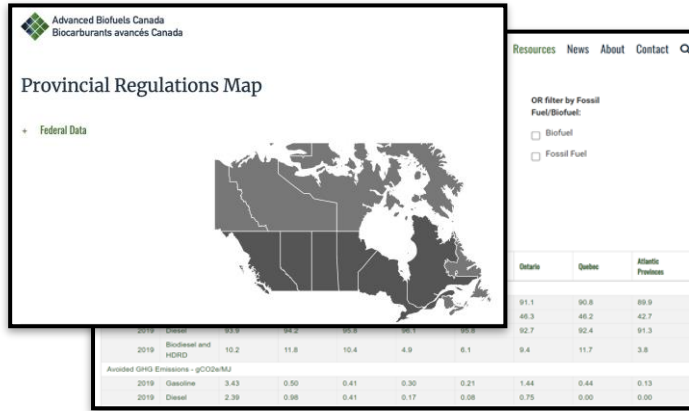 Advanced Biofuels Canada
Biocarburants avancés Canada
Provincial Regulations Map
+ Federal Data
Resources News About Contact
OR filter by Fossil
Fuel/Biofuel:
Biofuel
Fossil Fuel
Ontario Quebec Atlantic
Provinces
91.1 90.8 89.9
46.3 46.2 42.7
2019 Diesel 93.9 94.2 95.8 96.1 95.8 92.7 92.4 91.3
2019 Biodiesel and
HDRD 10.2 11.8 10.4 4.9 6.1 9.4 11.7 3.8
Avoided GHG Emissions - gCO2e/MJ
2019 Gasoline 3.43 0.50 0.41 0.30 0.21 1.44 0.44 0.13
2019 Diesel 2.39 0.98 0.41 0.17 0.08 0.75 0.00 0.00